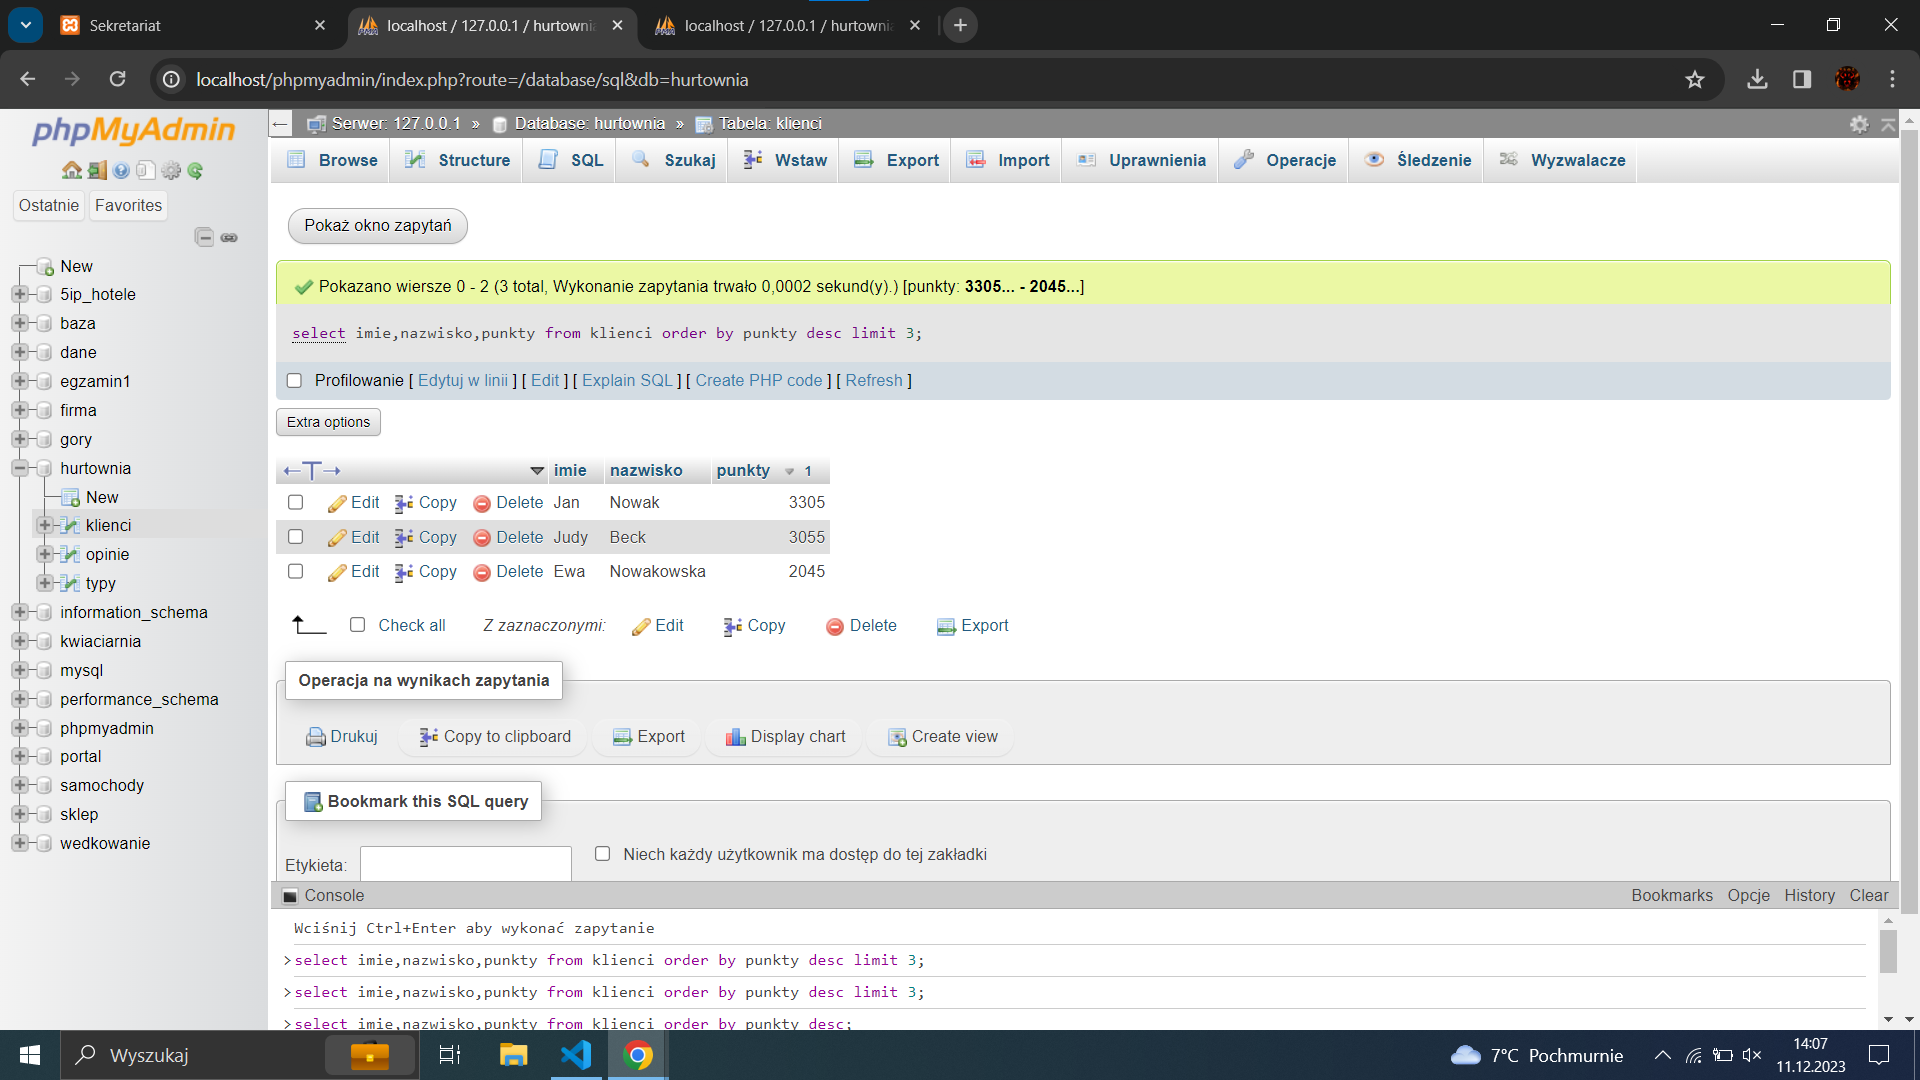 Sekretariat
localhost / 127.0.0.1 / hurtownia
localhost / 127.0.0.1 / hurtownia
localhost/phpmyadmin/index.php?route=/database/sql&db=hurtownia
phpMyAdmin
Ostatnie
Favorites
New
5ip_hotele
baza
dane
egzamin1
firma
gory
hurtownia
New
klienci
opinie
typy
information_schema
kwiaciarnia
mysql
performance_schema
phpmyadmin
portal
samochody
sklep
wedkowanie
Serwer: 127.0.0.1 » Database: hurtownia » Tabela: klienci
Browse Structure SQL Szukaj Wstaw Export Import Uprawnienia Operacje Śledzenie Wyzwalacze
Pokaż okno zapytań
Pokazano wiersze 0 - 2 (3 total, Wykonanie zapytania trwało 0,0002 sekund(y).) [punkty: 3305... - 2045...]
select imie,nazwisko,punkty from klienci order by punkty desc limit 3;
Profilowanie [ Edytuj w linii ] [ Edit ] [ Explain SQL ] [ Create PHP code ] [ Refresh ]
Extra options
←T→ imie nazwisko punkty 1
Edit Copy Delete Jan Nowak 3305
Edit Copy Delete Judy Beck 3055
Edit Copy Delete Ewa Nowakowska 2045
Check all Z zaznaczonymi: Edit Copy Delete Export
Operacja na wynikach zapytania
Drukuj Copy to clipboard Export Display chart Create view
Bookmark this SQL query
Etykieta: Niech każdy użytkownik ma dostęp do tej zakładki
Console Bookmarks Opcje History Clear
Wciśnij Ctrl+Enter aby wykonać zapytanie
>select imie,nazwisko,punkty from klienci order by punkty desc limit 3;
>select imie,nazwisko,punkty from klienci order by punkty desc limit 3;
>select imie,nazwisko,punkty from klienci order by punkty desc;
Wyszukaj
7°C Pochmurnie
14:07
11.12.2023